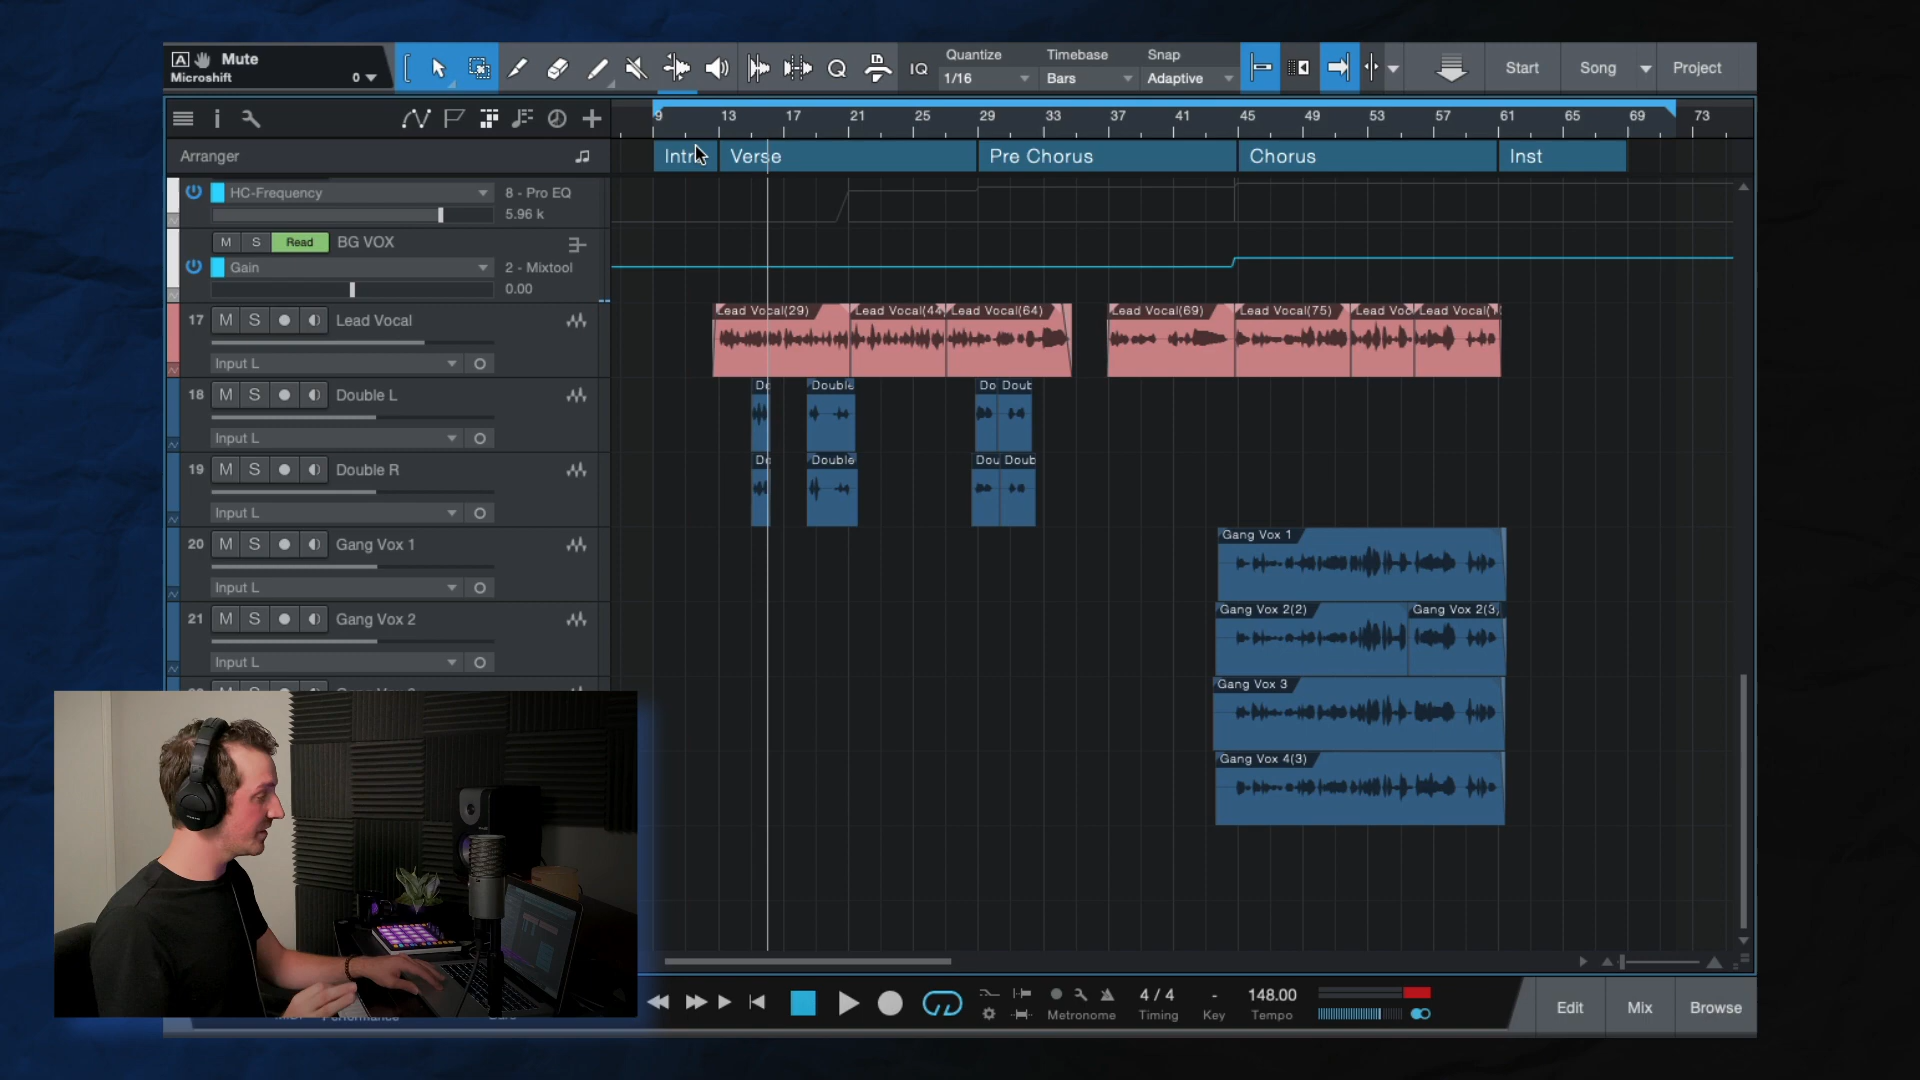 A Mute
Microshift 0
Quantize Timebase Snap
1/16 Bars Adaptive
IQ
Start Song Project
9 13 17 21 25 29 33 37 41 45 49 53 57 61 65 69 73
Arranger
Verse Pre Chorus Chorus Inst
HC-Frequency 8 - Pro EQ
5.96 k
M S Read BG VOX
Gain 2 - Mixtool
0.00
17 M S Lead Vocal
Input L
Lead Vocal(29) Lead Vocal(64) Lead Vocal(69) Lead Vocal(75)
18 M S Double L
Input L
19 M S Double R
Input L
20 M S Gang Vox 1
Input L
Gang Vox 1
21 M S Gang Vox 2
Input L
Gang Vox 2(2)
Gang Vox 3
Gang Vox 4(3)
4 / 4 - 148.00
Metronome Timing Key Tempo
Edit Mix Browse